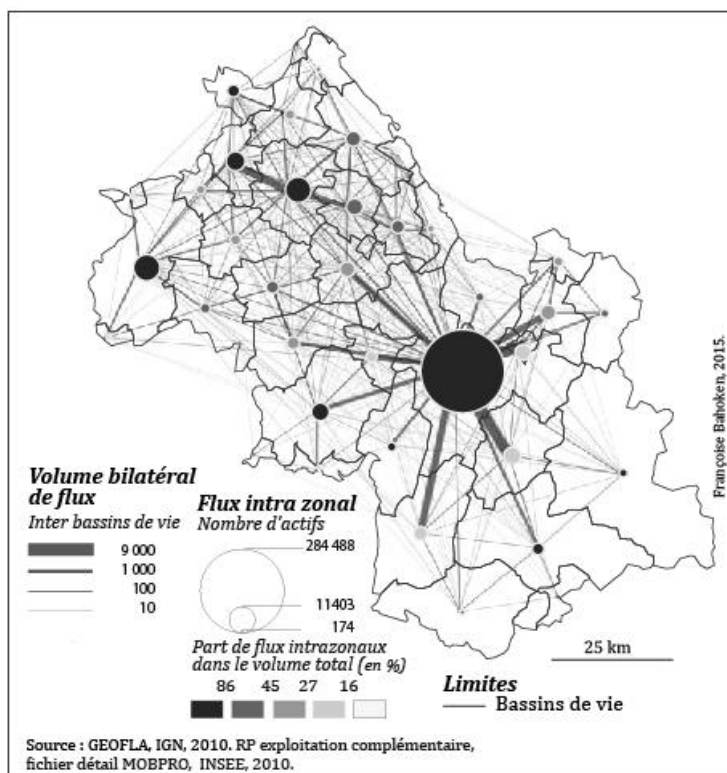 Françoise Bahoken, 2015.
Volume bilatéral
de flux
Inter bassins de vie
9 000
1 000
100
10
Flux intra zonal
Nombre d'actifs
284 488
11403
174
Part de flux intrazonaux
dans le volume total (en %)
86 45 27 16
25 km
Limites
Bassins de vie
Source : GEOFLA, IGN, 2010. RP exploitation complémentaire,
fichier détail MOBPRO, INSEE, 2010.